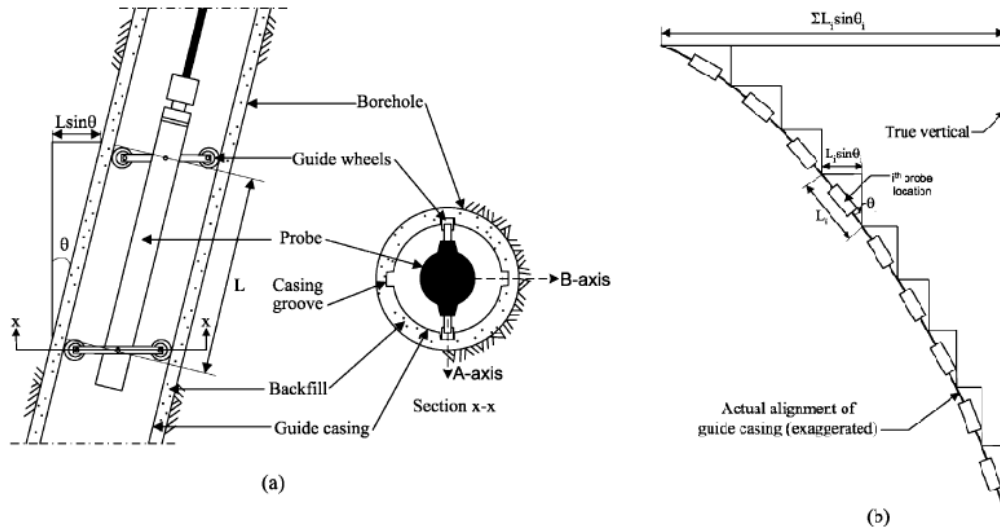 Lsinθ
θ
x
x
L
Borehole
Guide wheels
Probe
Casing
groove
Backfill
Guide casing
B-axis
A-axis
Section x-x
(a)
ΣLᵢsinθᵢ
True vertical
Lᵢsinθ
iᵗʰ probe
location
θ
Lᵢ
Actual alignment of
guide casing (exaggerated)
(b)